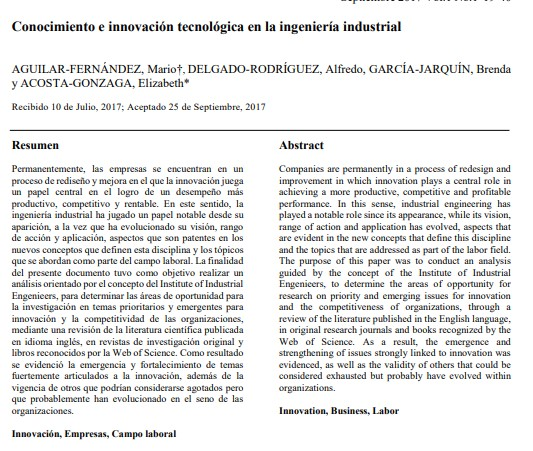 Conocimiento e innovación tecnológica en la ingeniería industrial
AGUILAR-FERNÁNDEZ, Mario†, DELGADO-RODRÍGUEZ, Alfredo, GARCÍA-JARQUÍN, Brenda
y ACOSTA-GONZAGA, Elizabeth*
Recibido 10 de Julio, 2017; Aceptado 25 de Septiembre, 2017
Resumen
Permanentemente, las empresas se encuentran en un
proceso de rediseño y mejora en el que la innovación juega
un papel central en el logro de un desempeño más
productivo, competitivo y rentable. En este sentido, la
ingeniería industrial ha jugado un papel notable desde su
aparición, a la vez que ha evolucionado su visión, rango
de acción y aplicación, aspectos que son patentes en los
nuevos conceptos que definen esta disciplina y los tópicos
que se abordan como parte del campo laboral. La finalidad
del presente documento tuvo como objetivo realizar un
análisis orientado por el concepto del Institute of Industrial
Engenieers, para determinar las áreas de oportunidad para
la investigación en temas prioritarios y emergentes para
innovación y la competitividad de las organizaciones,
mediante una revisión de la literatura científica publicada
en idioma inglés, en revistas de investigación original y
libros reconocidos por la Web of Science. Como resultado
se evidenció la emergencia y fortalecimiento de temas
fuertemente articulados a la innovación, además de la
vigencia de otros que podrían considerarse agotados pero
que probablemente han evolucionado en el seno de las
organizaciones.
Innovación, Empresas, Campo laboral
Abstract
Companies are permanently in a process of redesign and
improvement in which innovation plays a central role in
achieving a more productive, competitive and profitable
performance. In this sense, industrial engineering has
played a notable role since its appearance, while its vision,
range of action and application have evolved, aspects that
are evident in the new concepts that define this discipline
and the topics that are addressed as part of the labor field.
The purpose of this paper was to conduct an analysis
guided by the concept of the Institute of Industrial
Engenieers, to determine the areas of opportunity for
research on priority and emerging issues for innovation
and the competitiveness of organizations, through a
review of the literature published in the English language,
in original research journals and books recognized by the
Web of Science. As a result, the emergence and
strengthening of issues strongly linked to innovation was
evidenced, as well as the validity of others that could be
considered exhausted but probably have evolved within
organizations.
Innovation, Business, Labor